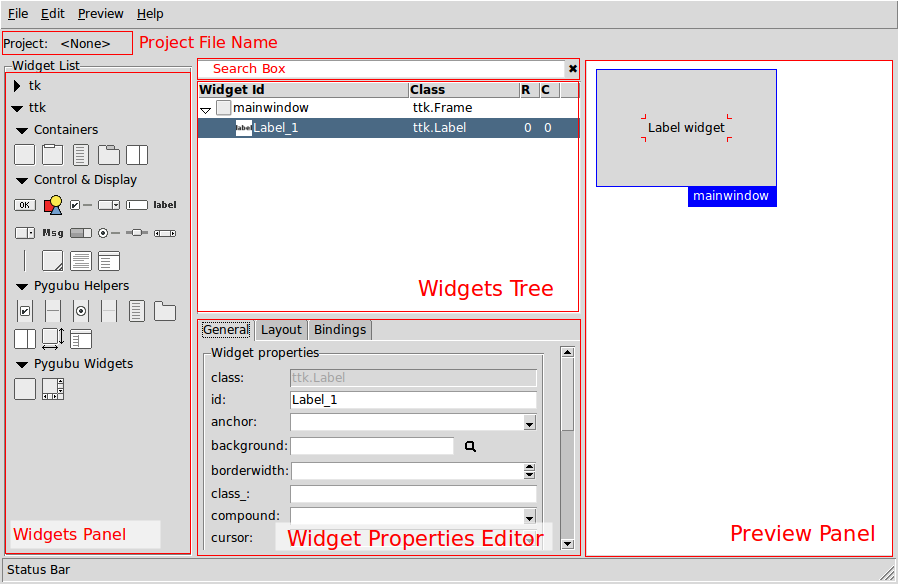 File Edit Preview Help
Project: <None> Project File Name
Widget List
tk
ttk
Containers
Control & Display
OK label
Msg
Pygubu Helpers
Pygubu Widgets
Widgets Panel
Search Box ✖
Widget Id Class R C
mainwindow ttk.Frame
label Label_1 ttk.Label 0 0
Widgets Tree
General Layout Bindings
Widget properties
class: ttk.Label
id: Label_1
anchor:
background:
borderwidth:
class_:
compound:
cursor:
Widget Properties Editor
Label widget
mainwindow
Preview Panel
Status Bar